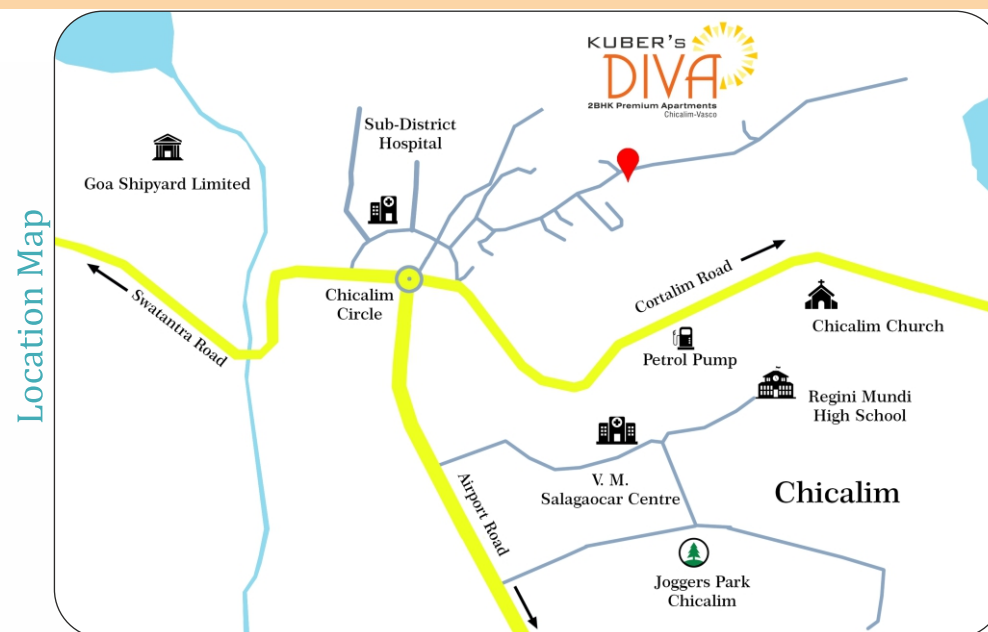 Location Map
KUBER's
DIVA
2BHK Premium Apartments
Chicalim-Vasco
Sub-District
Hospital
Goa Shipyard Limited
Swatantra Road
Chicalim
Circle
Cortalim Road
Chicalim Church
Petrol Pump
Regini Mundi
High School
V. M.
Salagaocar Centre
Chicalim
Airport Road
Joggers Park
Chicalim